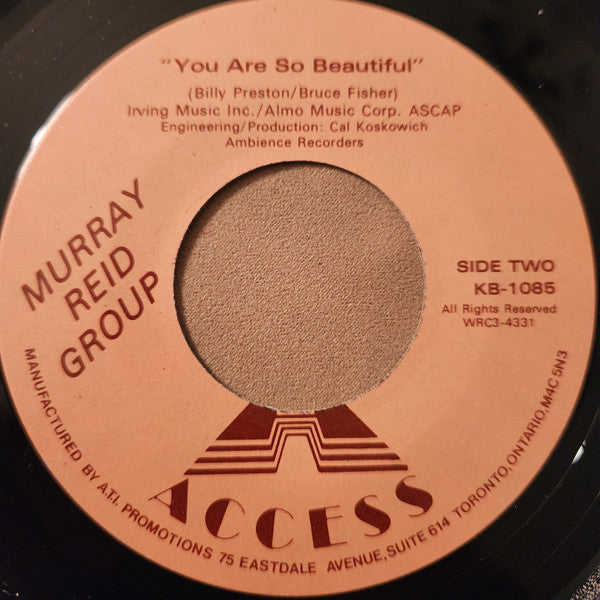 "You Are So Beautiful"
(Billy Preston/Bruce Fisher)
Irving Music Inc./Almo Music Corp. ASCAP
Engineering/Production: Cal Koskowich
Ambience Recorders
MURRAY
REID
GROUP
SIDE TWO
KB-1085
All Rights Reserved
WRC3-4331
ACCESS
MANUFACTURED BY A.T.I. PROMOTIONS 75 EASTDALE AVENUE,SUITE 614 TORONTO,ONTARIO,M4C 5N3